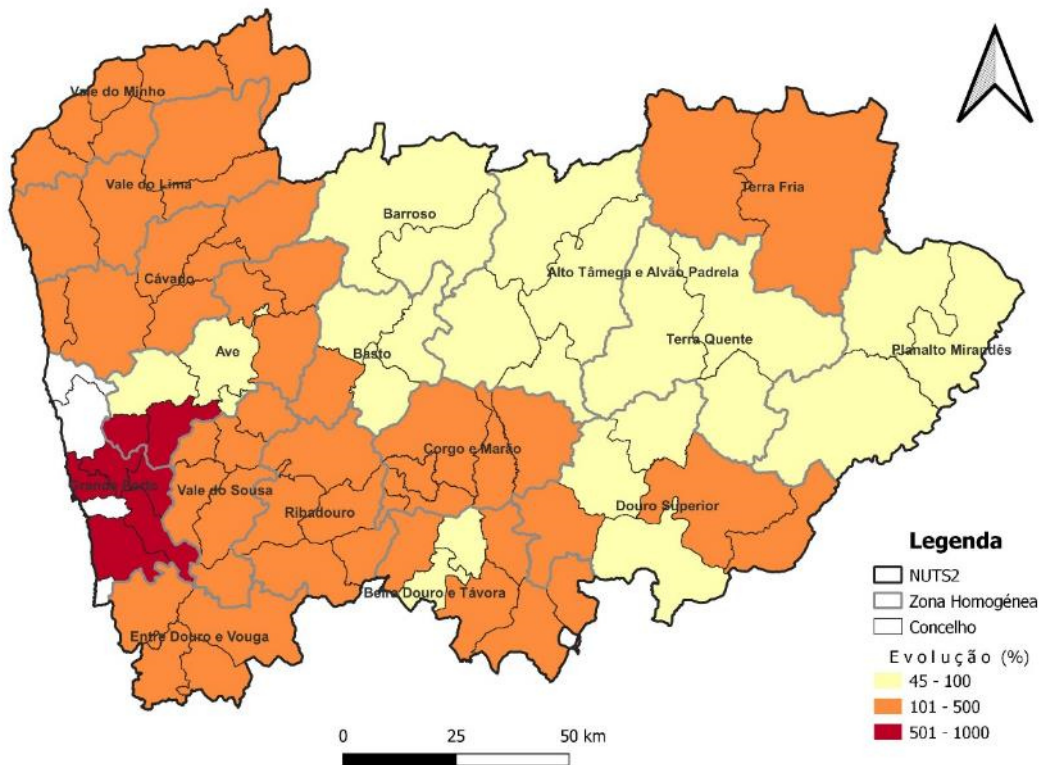 Vale do Minho
Vale do Lima
Terra Fria
Barroso
Cávado
Alto Tâmega e Alvão Padrela
Ave
Basto
Terra Quente
Planalto Mirandês
Corgo e Marão
Grande Porto
Vale do Sousa
Ribadouro
Douro Superior
Beira Douro e Távora
Entre Douro e Vouga
Legenda
NUTS2
Zona Homogénea
Concelho
Evolução (%)
45 - 100
101 - 500
501 - 1000
0 25 50 km